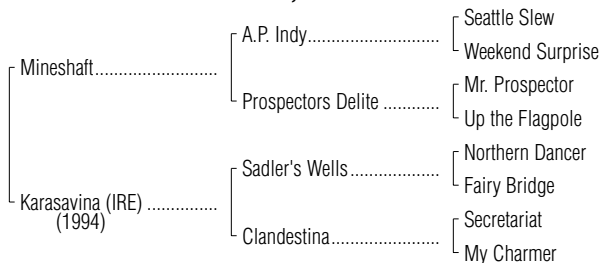 Seattle Slew
A.P. Indy..............................
Weekend Surprise
Mineshaft..........................
Mr. Prospector
Prospectors Delite ............
Up the Flagpole
Northern Dancer
Sadler's Wells...................
Fairy Bridge
Karasavina (IRE) ...............
(1994)
Secretariat
Clandestina.......................
My Charmer